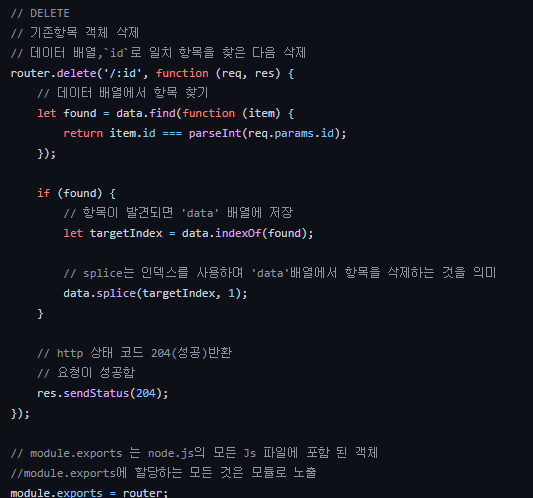 // DELETE
// 기존항목 객체 삭제
// 데이터 배열,`id`로 일치 항목을 찾은 다음 삭제
router.delete('/:id', function (req, res) {
    // 데이터 배열에서 항목 찾기
    let found = data.find(function (item) {
        return item.id === parseInt(req.params.id);
    });
    if (found) {
        // 항목이 발견되면 'data' 배열에 저장
        let targetIndex = data.indexOf(found);
        // splice는 인덱스를 사용하여 'data'배열에서 항목을 삭제하는 것을 의미
        data.splice(targetIndex, 1);
    }
    // http 상태 코드 204(성공)반환
    // 요청이 성공함
    res.sendStatus(204);
});
// module.exports 는 node.js의 모든 Js 파일에 포함 된 객체
//module.exports에 할당하는 모든 것은 모듈로 노출
module.exports = router;